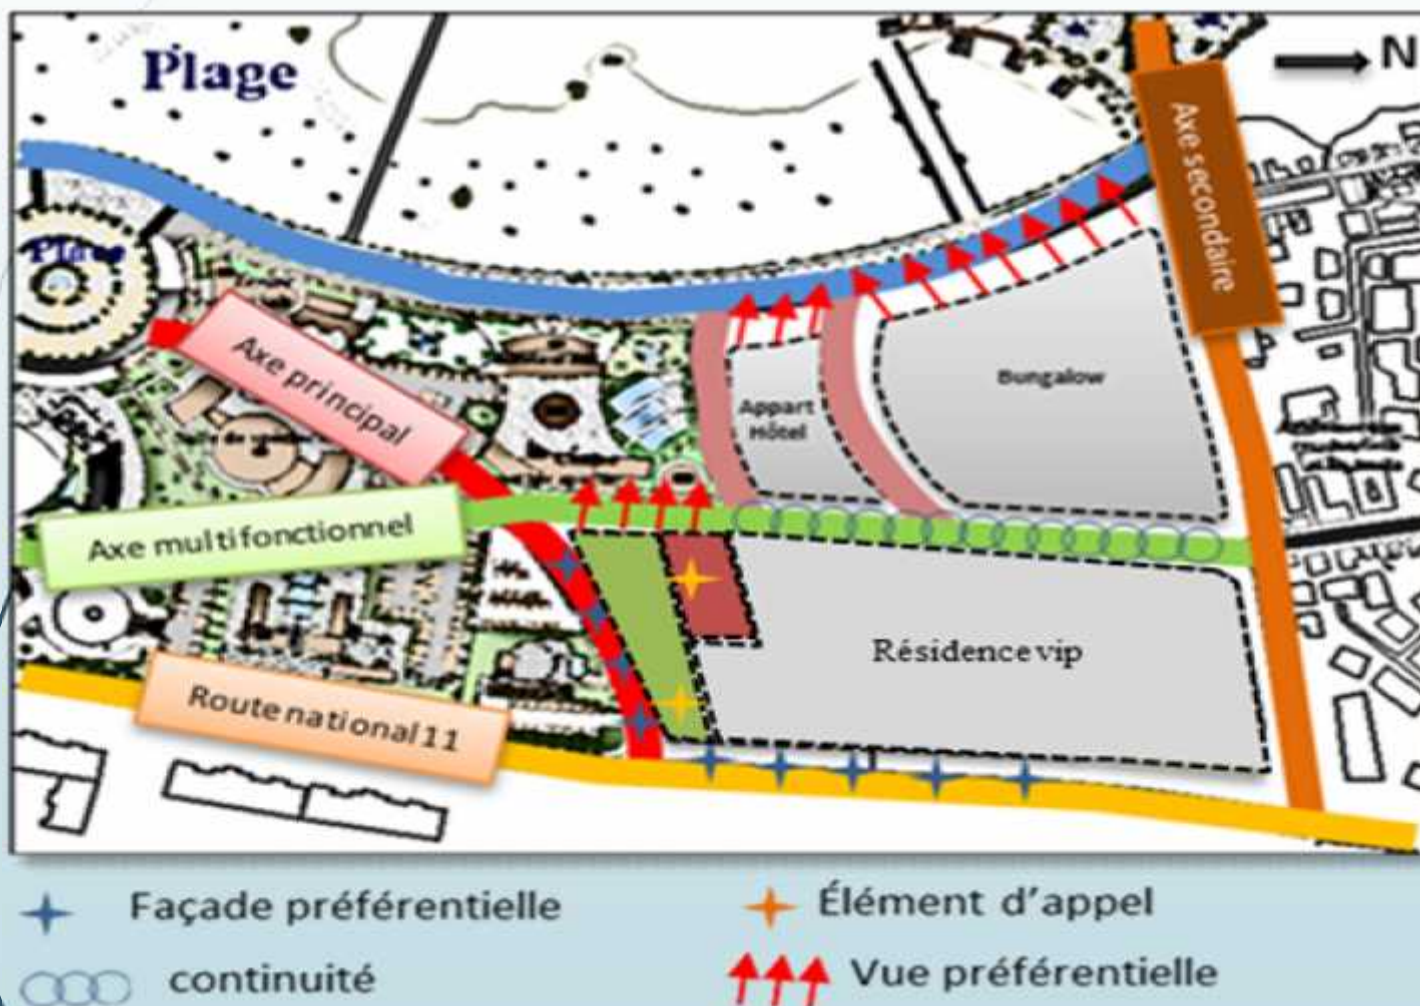 Plage
N
Axe secondaire
Plage
Axe principal
Bungalow
Appart
Hôtel
Axe multifonctionnel
Résidence vip
Route national 11
Façade préférentielle
Élément d'appel
continuité
Vue préférentielle